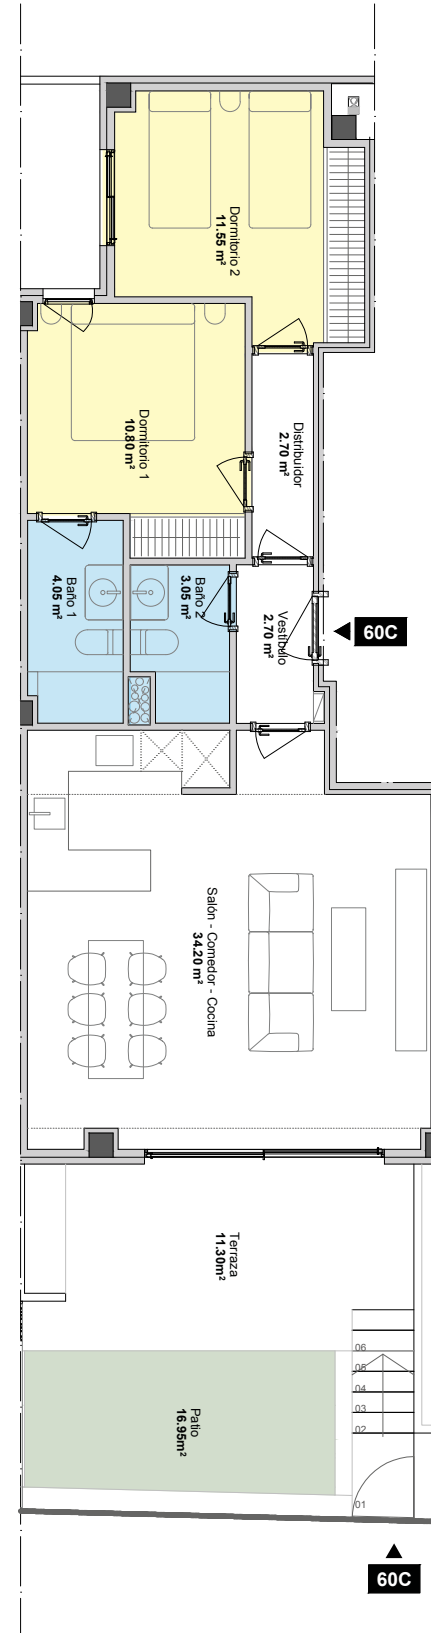 Dormitorio 2
11.55 m²
Dormitorio 1
10.80 m²
Distribuidor
2.70 m²
Baño 1
4.05 m²
Baño 2
3.05 m²
Vestíbulo
2.70 m²
60C
Salón - Comedor - Cocina
34.20 m²
Terraza
11.30m²
Patio
16.95m²
06
05
04
03
02
01
60C